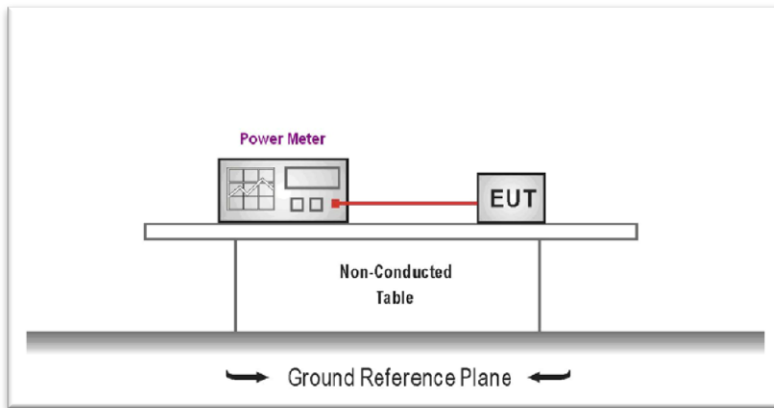 Power Meter
EUT
Non-Conducted
Table
Ground Reference Plane